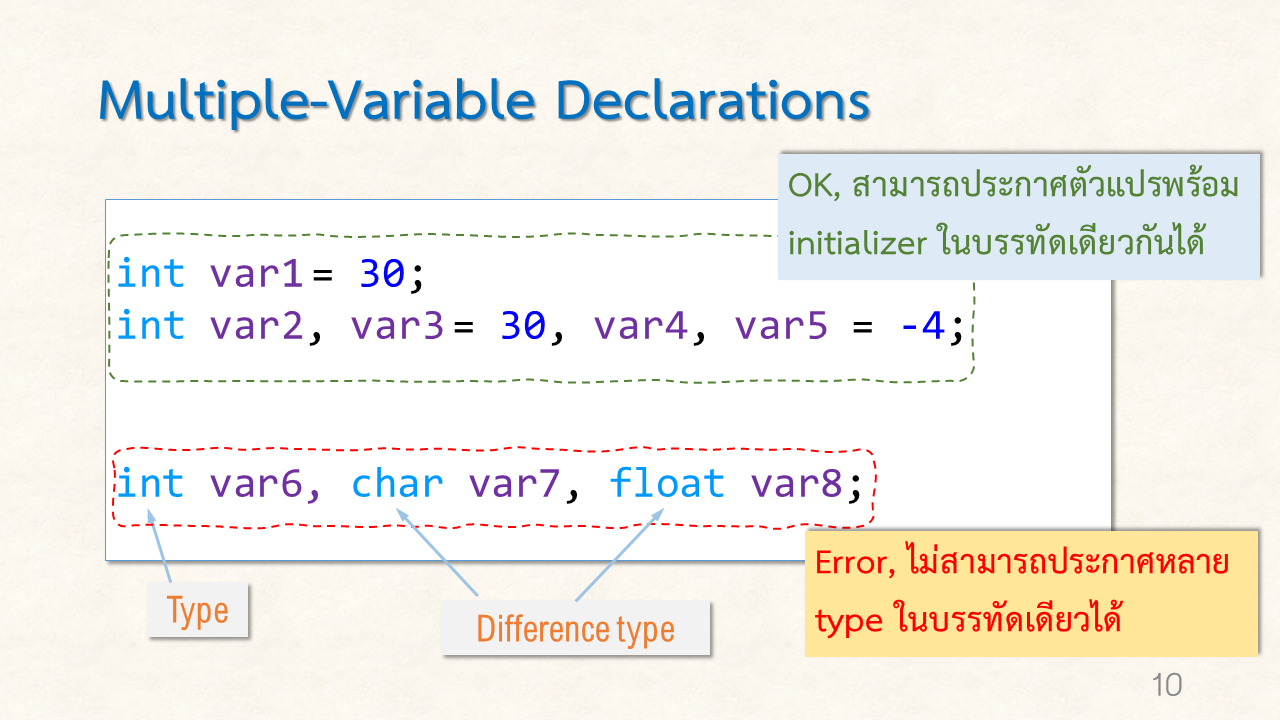 Multiple-Variable Declarations
OK, สามารถประกาศตัวแปรพร้อม
initializer ในบรรทัดเดียวกันได้
int var1 = 30;
int var2, var3 = 30, var4, var5 = -4;
int var6, char var7, float var8;
Type
Difference type
Error, ไม่สามารถประกาศหลาย
type ในบรรทัดเดียวได้
10